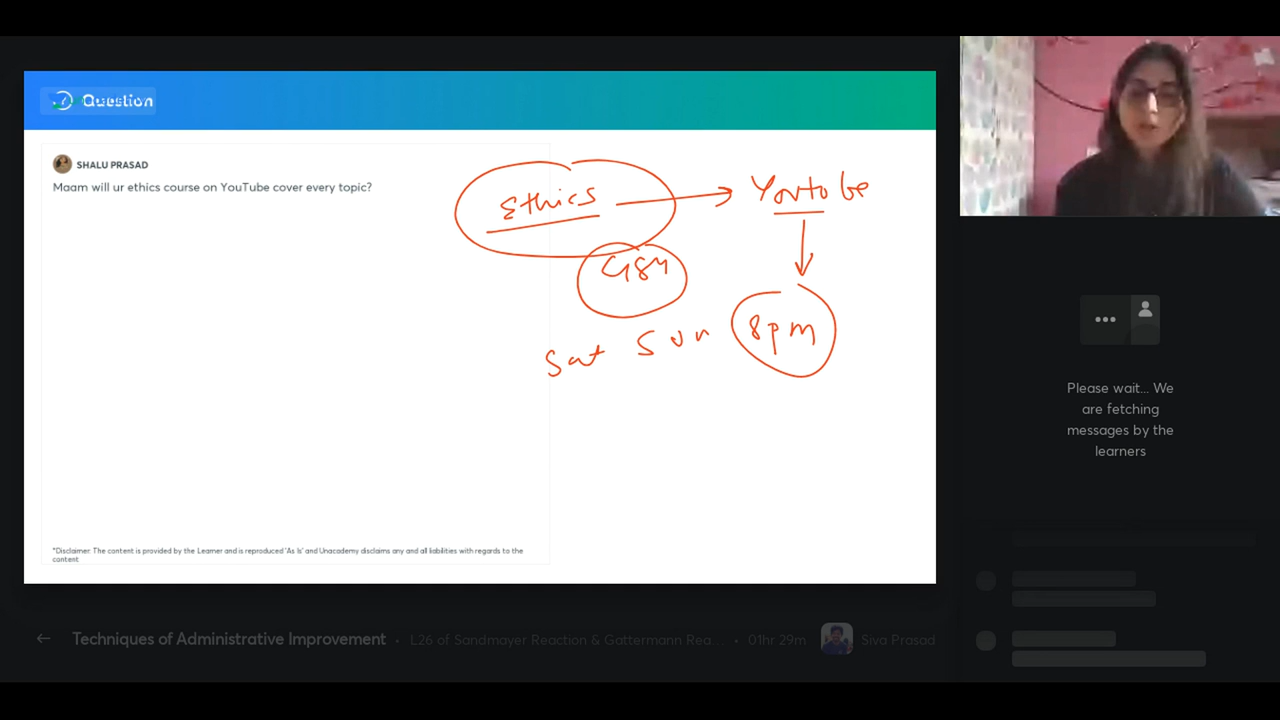 Question
SHALU PRASAD
Maam will ur ethics course on YouTube cover every topic?
Ethics
Youtube
GS4
Sat Sun 8pm
*Disclaimer: The content is provided by the Learner and is reproduced 'As Is' and Unacademy disclaims any and all liabilities with regards to the
content
Please wait... We
are fetching
messages by the
learners
Techniques of Administrative Improvement • L26 of Sandmayer Reaction & Gattermann Rea... • 01hr 29m Siva Prasad